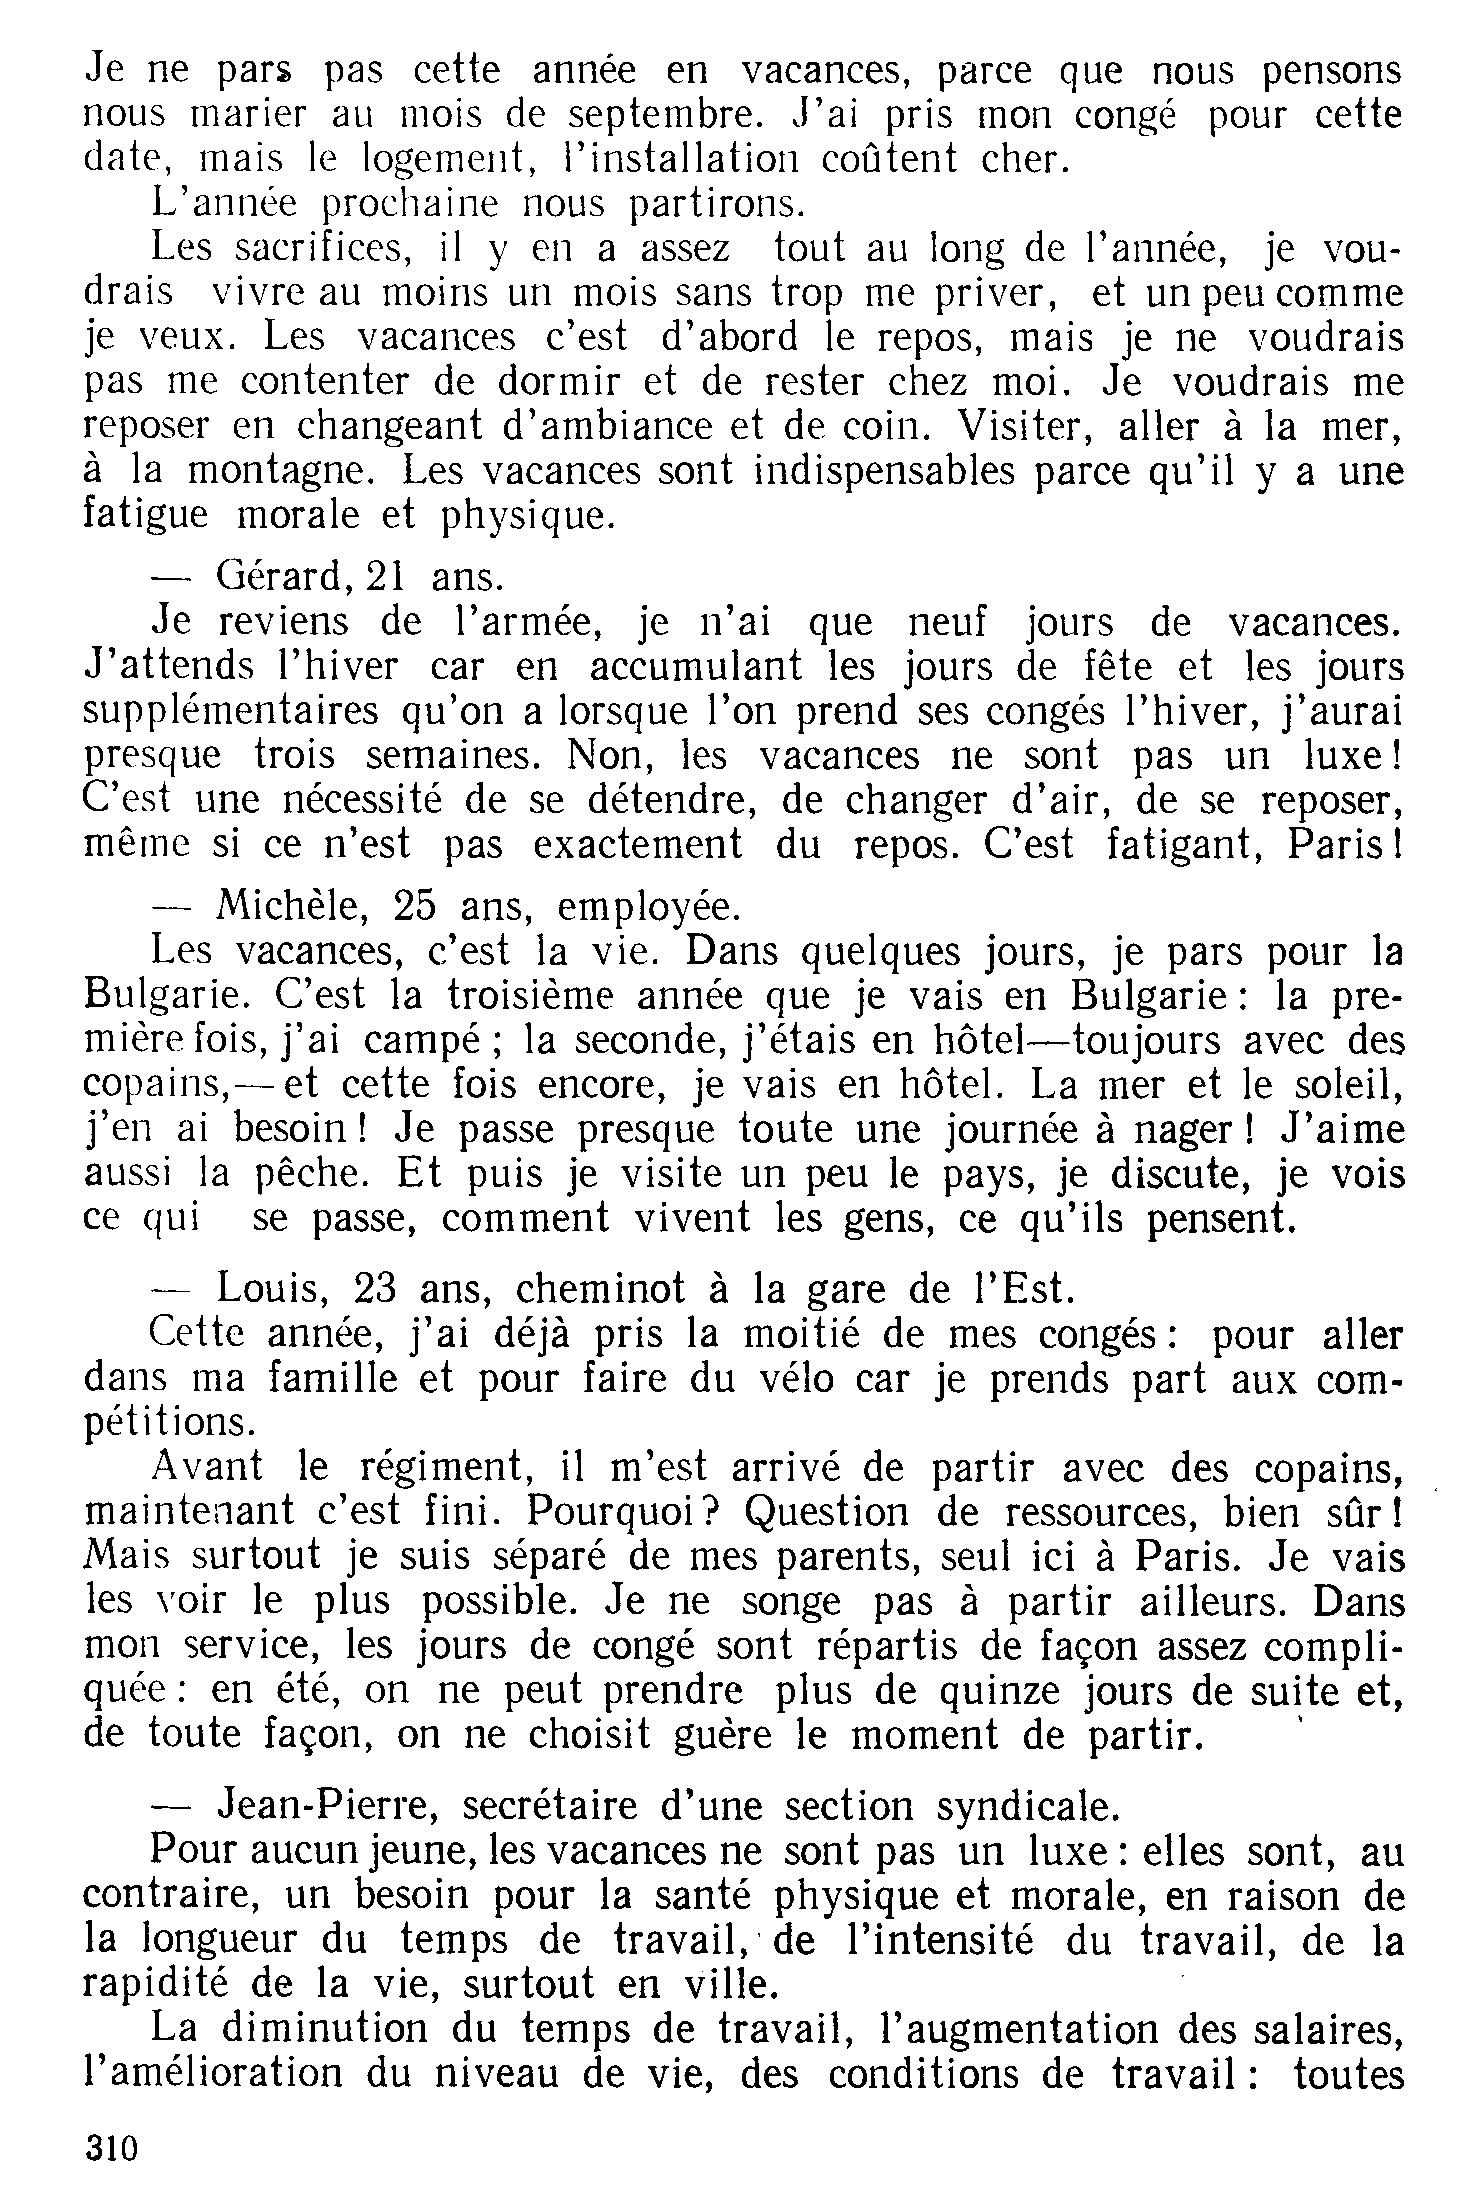 Je ne pars pas cette année en vacances, parce que nous pensons
nous marier au mois de septembre. J'ai pris mon congé pour cette
date, mais le logement, l'installation coûtent cher.
L'année prochaine nous partirons.
Les sacrifices, il y en a assez tout au long de l'année, je vou-
drais vivre au moins un mois sans trop me priver, et un peu comme
je veux. Les vacances c'est d'abord le repos, mais je ne voudrais
pas me contenter de dormir et de rester chez moi. Je voudrais me
reposer en changeant d'ambiance et de coin. Visiter, aller à la mer,
à la montagne. Les vacances sont indispensables parce qu'il y a une
fatigue morale et physique.
— Gérard, 21 ans.
Je reviens de l'armée, je n'ai que neuf jours de vacances.
J'attends l'hiver car en accumulant les jours de fête et les jours
supplémentaires qu'on a lorsque l'on prend ses congés l'hiver, j'aurai
presque trois semaines. Non, les vacances ne sont pas un luxe!
C'est une nécessité de se détendre, de changer d'air, de se reposer,
même si ce n'est pas exactement du repos. C'est fatigant, Paris!
— Michèle, 25 ans, employée.
Les vacances, c'est la vie. Dans quelques jours, je pars pour la
Bulgarie. C'est la troisième année que je vais en Bulgarie: la pre-
mière fois, j'ai campé; la seconde, j'étais en hôtel—toujours avec des
copains,—et cette fois encore, je vais en hôtel. La mer et le soleil,
j'en ai besoin! Je passe presque toute une journée à nager! J'aime
aussi la pêche. Et puis je visite un peu le pays, je discute, je vois
ce qui se passe, comment vivent les gens, ce qu'ils pensent.
— Louis, 23 ans, cheminot à la gare de l'Est.
Cette année, j'ai déjà pris la moitié de mes congés: pour aller
dans ma famille et pour faire du vélo car je prends part aux com-
pétitions.
Avant le régiment, il m'est arrivé de partir avec des copains,
maintenant c'est fini. Pourquoi? Question de ressources, bien sûr!
Mais surtout je suis séparé de mes parents, seul ici à Paris. Je vais
les voir le plus possible. Je ne songe pas à partir ailleurs. Dans
mon service, les jours de congé sont répartis de façon assez compli-
quée: en été, on ne peut prendre plus de quinze jours de suite et,
de toute façon, on ne choisit guère le moment de partir.
— Jean-Pierre, secrétaire d'une section syndicale.
Pour aucun jeune, les vacances ne sont pas un luxe: elles sont, au
contraire, un besoin pour la santé physique et morale, en raison de
la longueur du temps de travail, de l'intensité du travail, de la
rapidité de la vie, surtout en ville.
La diminution du temps de travail, l'augmentation des salaires,
l'amélioration du niveau de vie, des conditions de travail: toutes
310